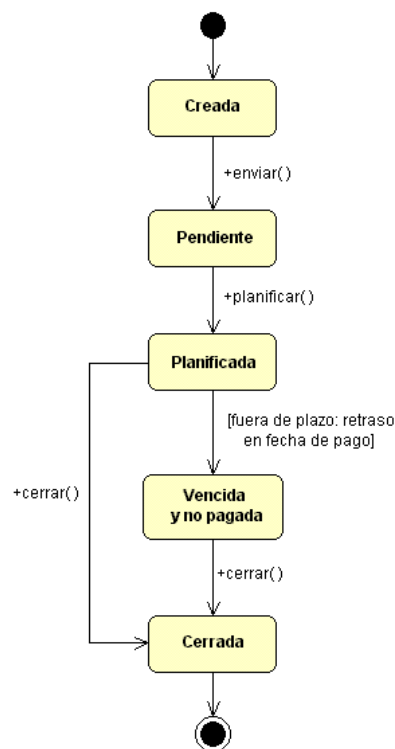 Creada
+enviar( )
Pendiente
+planificar( )
Planificada
[fuera de plazo: retraso
en fecha de pago]
+cerrar( )
Vencida
y no pagada
+cerrar( )
Cerrada